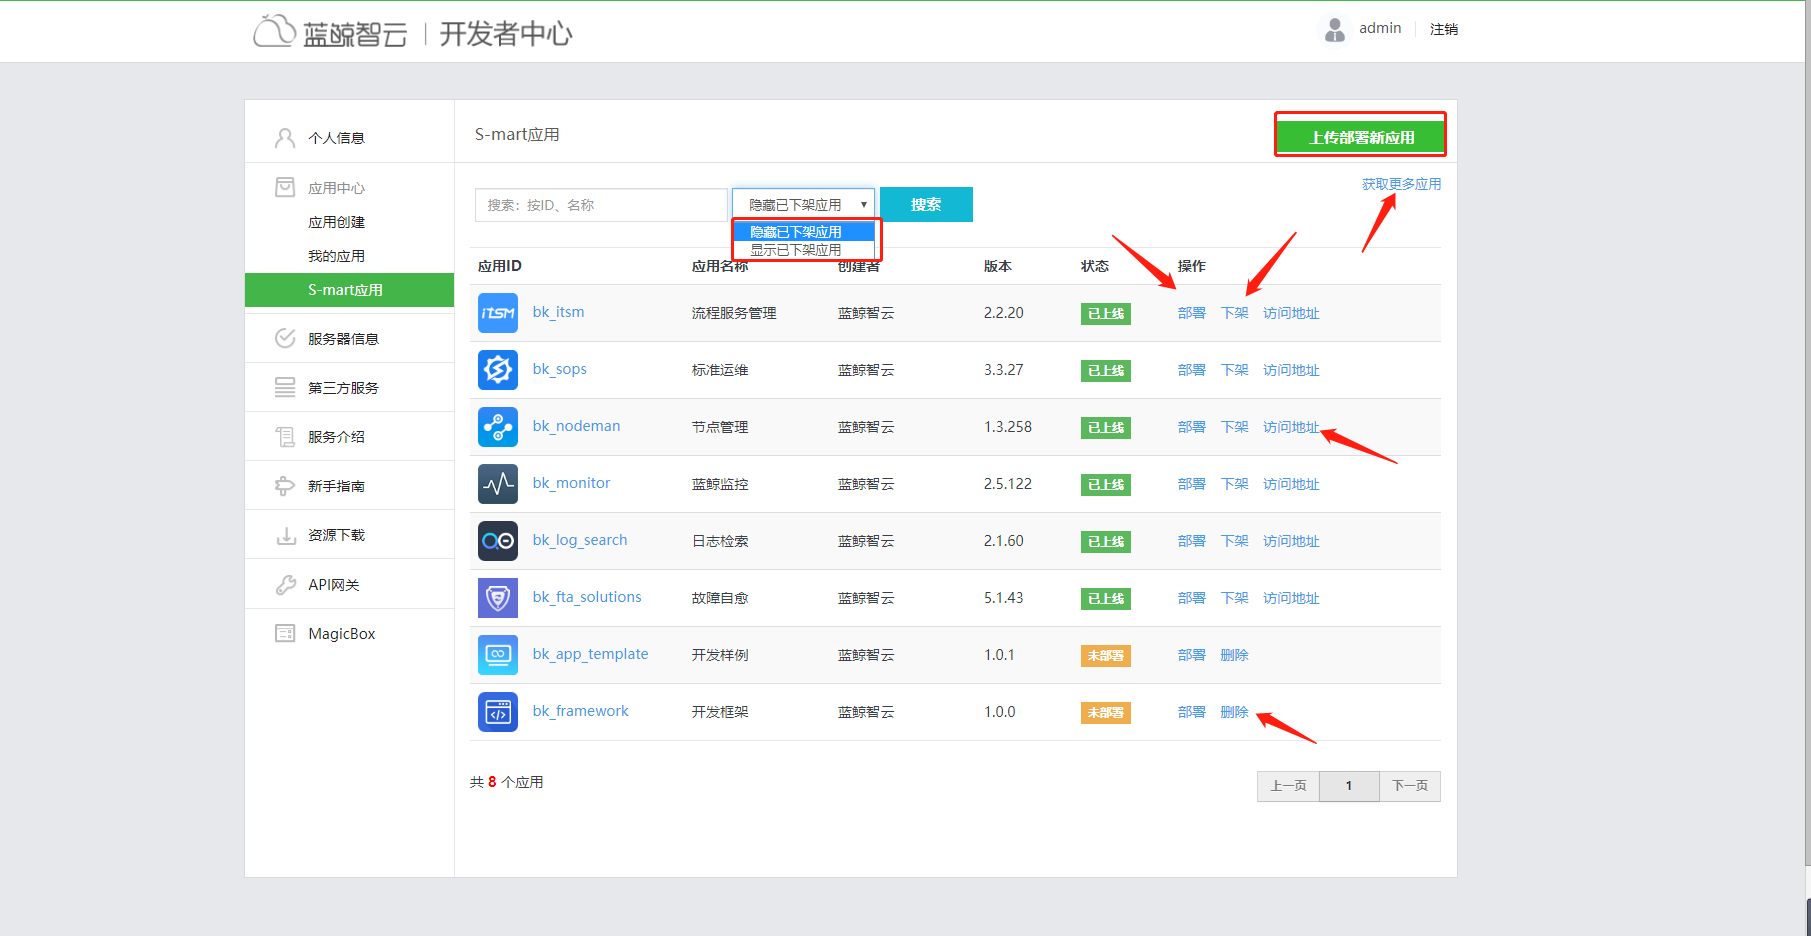 蓝鲸智云 | 开发者中心
admin 注销
个人信息
应用中心
应用创建
我的应用
S-mart应用
服务器信息
第三方服务
服务介绍
新手指南
资源下载
API网关
MagicBox
S-mart应用
上传部署新应用
获取更多应用
搜索：按ID、名称 隐藏已下架应用 搜索
隐藏已下架应用
显示已下架应用
应用ID 应用名称 创建者 版本 状态 操作
iTSM bk_itsm 流程服务管理 蓝鲸智云 2.2.20 已上线 部署 下架 访问地址
bk_sops 标准运维 蓝鲸智云 3.3.27 已上线 部署 下架 访问地址
bk_nodeman 节点管理 蓝鲸智云 1.3.258 已上线 部署 下架 访问地址
bk_monitor 蓝鲸监控 蓝鲸智云 2.5.122 已上线 部署 下架 访问地址
bk_log_search 日志检索 蓝鲸智云 2.1.60 已上线 部署 下架 访问地址
bk_fta_solutions 故障自愈 蓝鲸智云 5.1.43 已上线 部署 下架 访问地址
bk_app_template 开发样例 蓝鲸智云 1.0.1 未部署 部署 删除
bk_framework 开发框架 蓝鲸智云 1.0.0 未部署 部署 删除
共 8 个应用
上一页 1 下一页